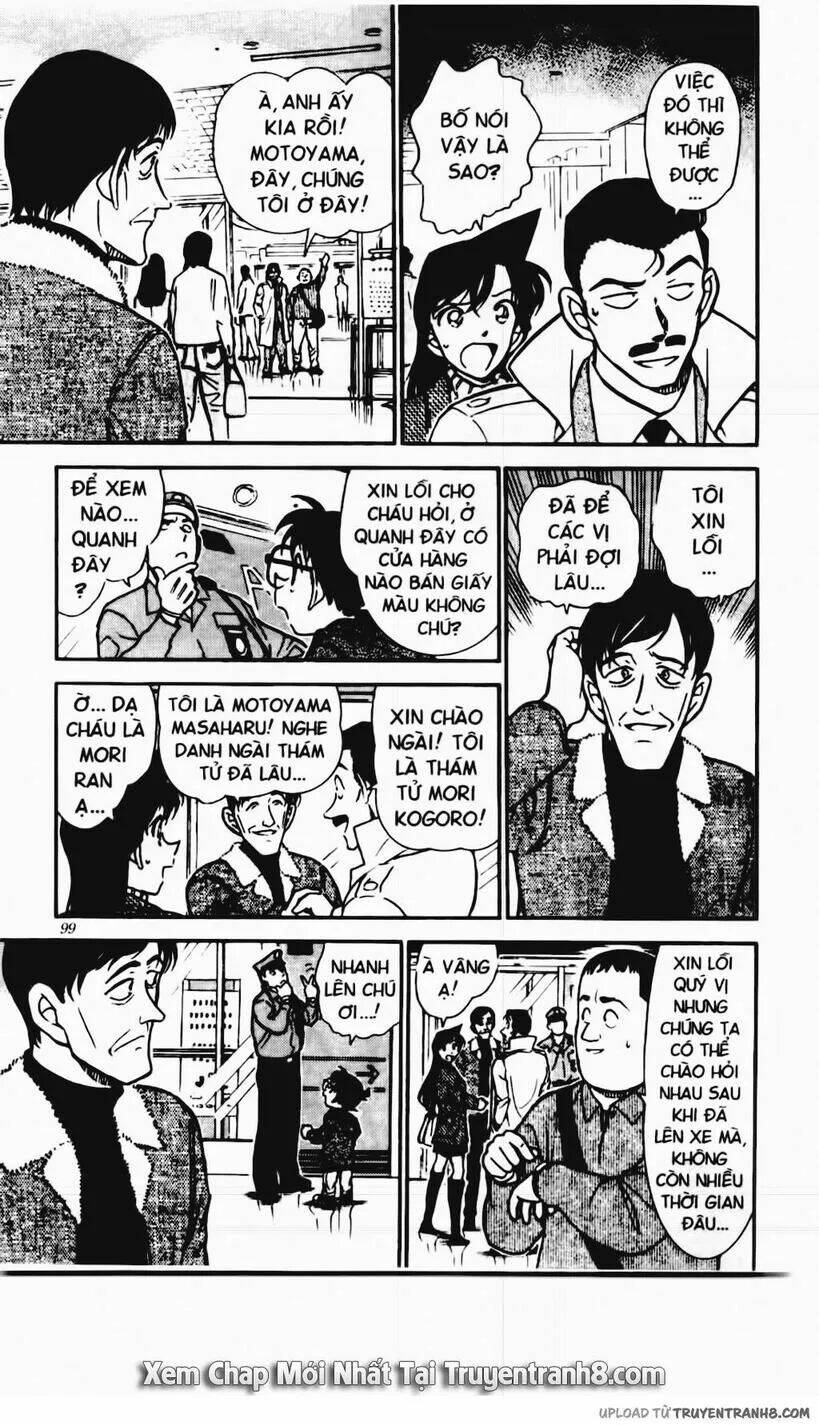 VIỆC
ĐÓ THÌ
KHÔNG
THỂ
ĐƯỢC
...
BỐ NÓI
VẬY LÀ
SAO?
À, ANH ẤY
KIA RỒI!
MOTOYAMA,
ĐÂY, CHÚNG
TÔI Ở ĐÂY!
TÔI
XIN LỖI
...
ĐÃ ĐỂ
CÁC VỊ
PHẢI ĐỢI
LÂU...
XIN LỖI CHO
CHÁU HỎI, Ở
QUANH ĐÂY CÓ
CỬA HÀNG
NÀO BÁN GIẤY
MÀU KHÔNG
CHỨ?
ĐỂ XEM
NÀO...
QUANH
ĐÂY
?
XIN CHÀO
NGÀI! TÔI
LÀ THÁM
TỬ MORI
KOGORO!
TÔI LÀ MOTOYAMA
MASAHARU! NGHE
DANH NGÀI THÁM
TỬ ĐÃ LÂU...
Ờ... DẠ
CHÁU LÀ
MORI
RAN
Ạ...
99
XIN LỖI
QUÝ VỊ
NHƯNG
CHÚNG TA
CÓ THỂ
CHÀO HỎI
NHAU SAU
KHI ĐÃ
LÊN XE MÀ,
KHÔNG
CÒN NHIỀU
THỜI GIAN
ĐÂU...
À VÂNG
Ạ!
NHANH
LÊN CHÚ
ƠI...!
Xem Chap Mới Nhất Tại Truyentranh8.com
UPLOAD TỪ TRUYENTRANH8.COM